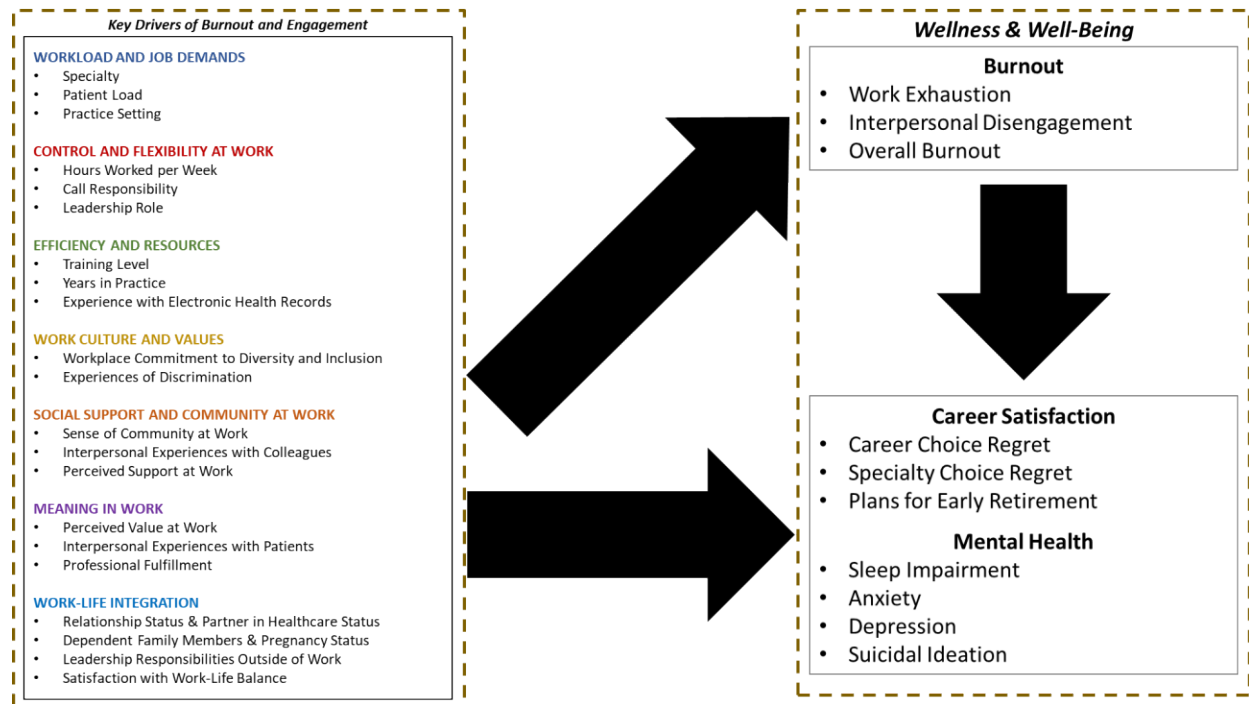 Key Drivers of Burnout and Engagement
WORKLOAD AND JOB DEMANDS
• Specialty
• Patient Load
• Practice Setting
CONTROL AND FLEXIBILITY AT WORK
• Hours Worked per Week
• Call Responsibility
• Leadership Role
EFFICIENCY AND RESOURCES
• Training Level
• Years in Practice
• Experience with Electronic Health Records
WORK CULTURE AND VALUES
• Workplace Commitment to Diversity and Inclusion
• Experiences of Discrimination
SOCIAL SUPPORT AND COMMUNITY AT WORK
• Sense of Community at Work
• Interpersonal Experiences with Colleagues
• Perceived Support at Work
MEANING IN WORK
• Perceived Value at Work
• Interpersonal Experiences with Patients
• Professional Fulfillment
WORK-LIFE INTEGRATION
• Relationship Status & Partner in Healthcare Status
• Dependent Family Members & Pregnancy Status
• Leadership Responsibilities Outside of Work
• Satisfaction with Work-Life Balance
Wellness & Well-Being
Burnout
• Work Exhaustion
• Interpersonal Disengagement
• Overall Burnout
Career Satisfaction
• Career Choice Regret
• Specialty Choice Regret
• Plans for Early Retirement
Mental Health
• Sleep Impairment
• Anxiety
• Depression
• Suicidal Ideation